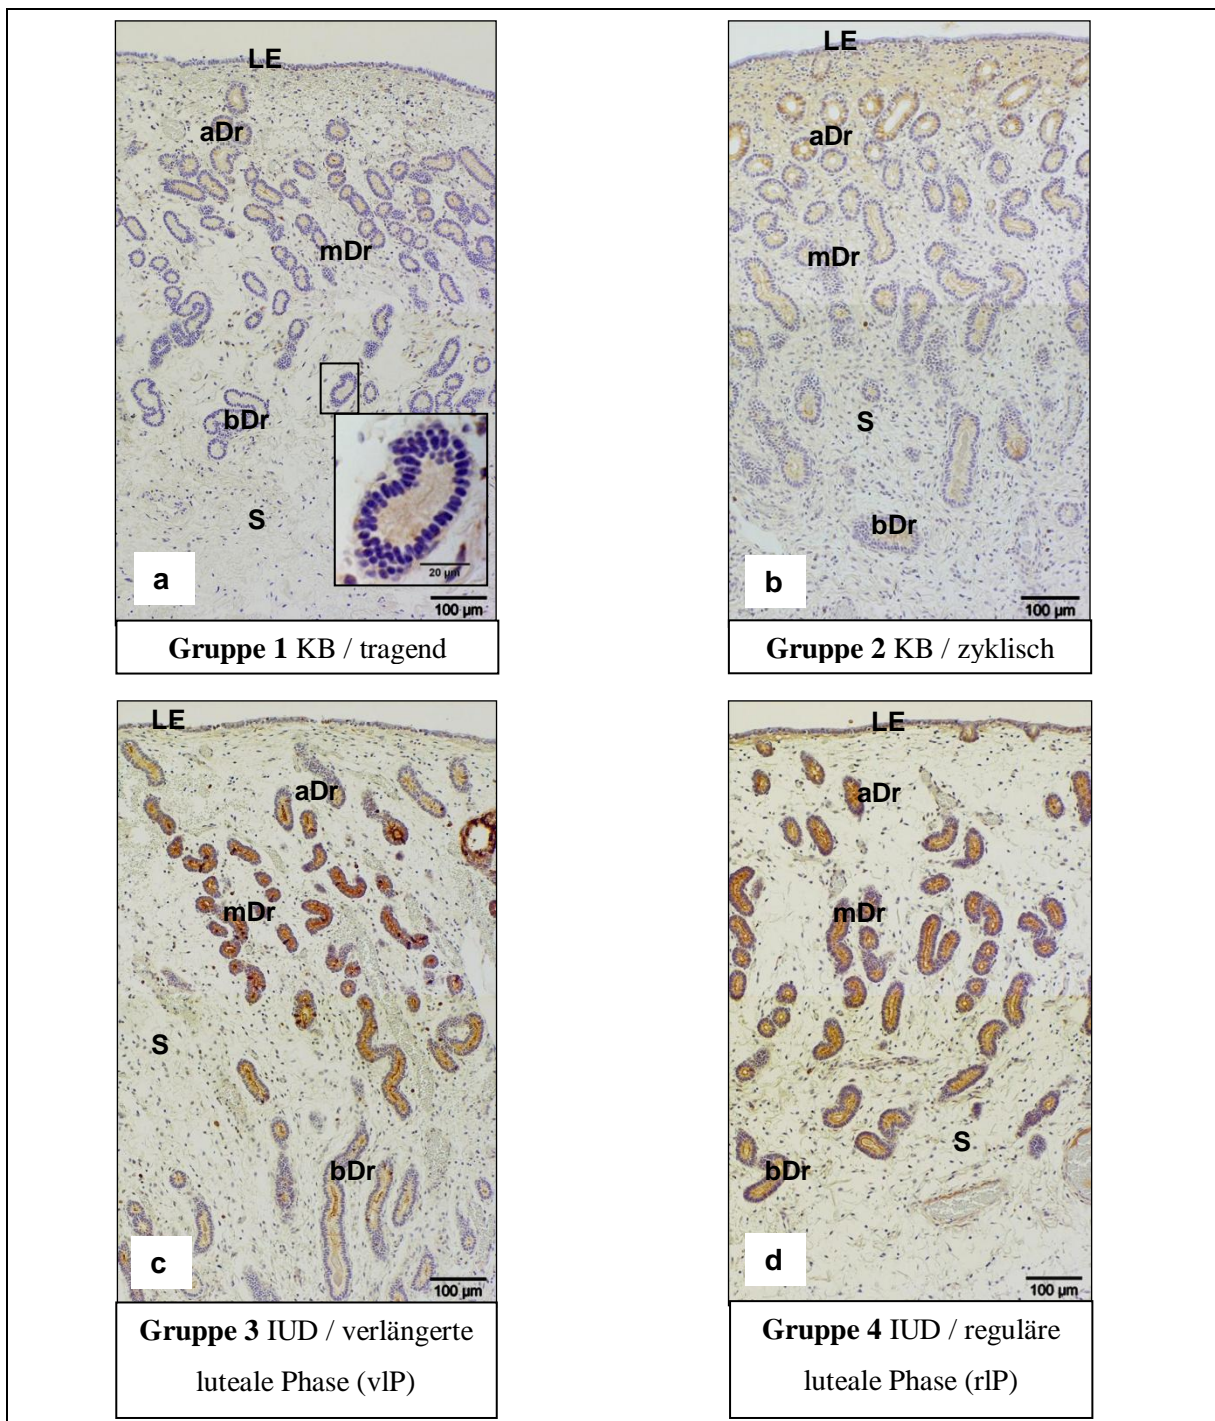 LE
aDr
mDr
bDr
S
20 µm
a
100 µm
Gruppe 1 KB / tragend
LE
aDr
mDr
S
bDr
b
100 µm
Gruppe 2 KB / zyklisch
LE
aDr
mDr
S
bDr
c
100 µm
Gruppe 3 IUD / verlängerte
luteale Phase (vlP)
LE
aDr
mDr
S
bDr
d
100 µm
Gruppe 4 IUD / reguläre
luteale Phase (rlP)